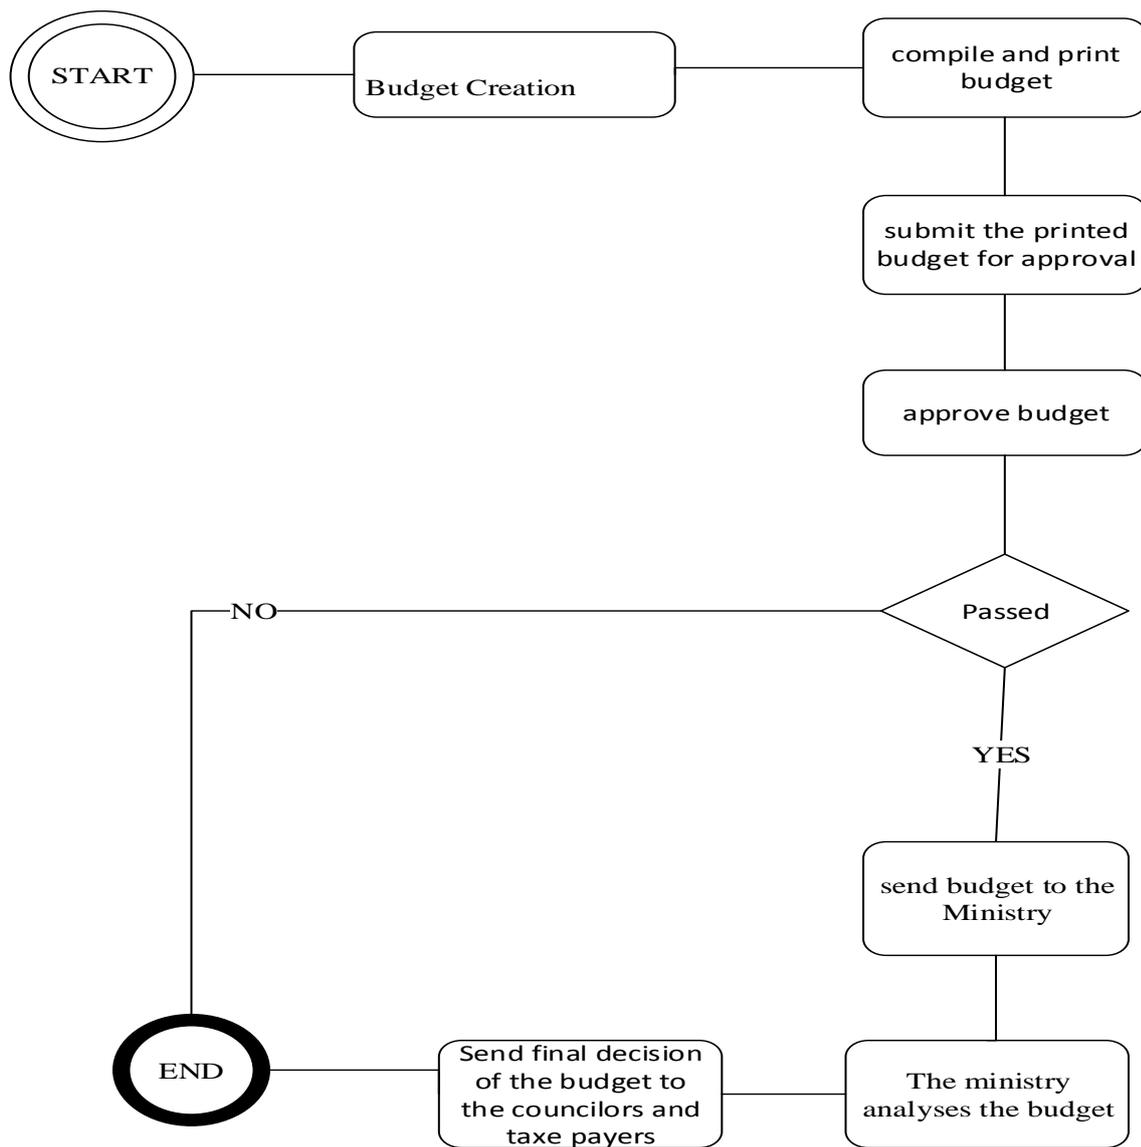 START
Budget Creation
compile and print
budget
submit the printed
budget for approval
approve budget
Passed
NO
YES
send budget to the
Ministry
The ministry
analyses the budget
Send final decision
of the budget to
the councilors and
taxe payers
END